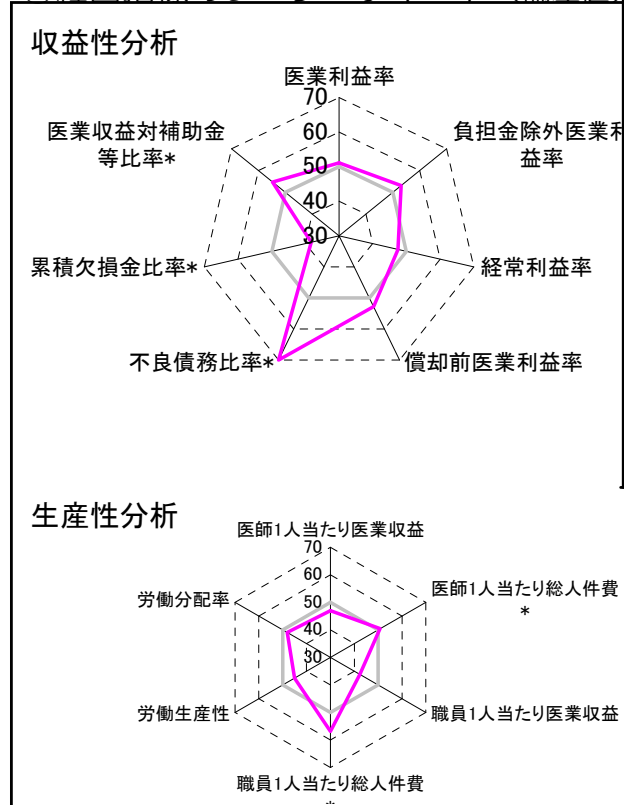 収益性分析
医業利益率
70
60
50
40
30
負担金除外医業利
益率
経常利益率
償却前医業利益率
不良債務比率*
累積欠損金比率*
医業収益対補助金
等比率*
生産性分析
医師1人当たり医業収益
70
60
50
40
30
医師1人当たり総人件費
*
職員1人当たり医業収益
職員1人当たり総人件費
*
労働生産性
労働分配率